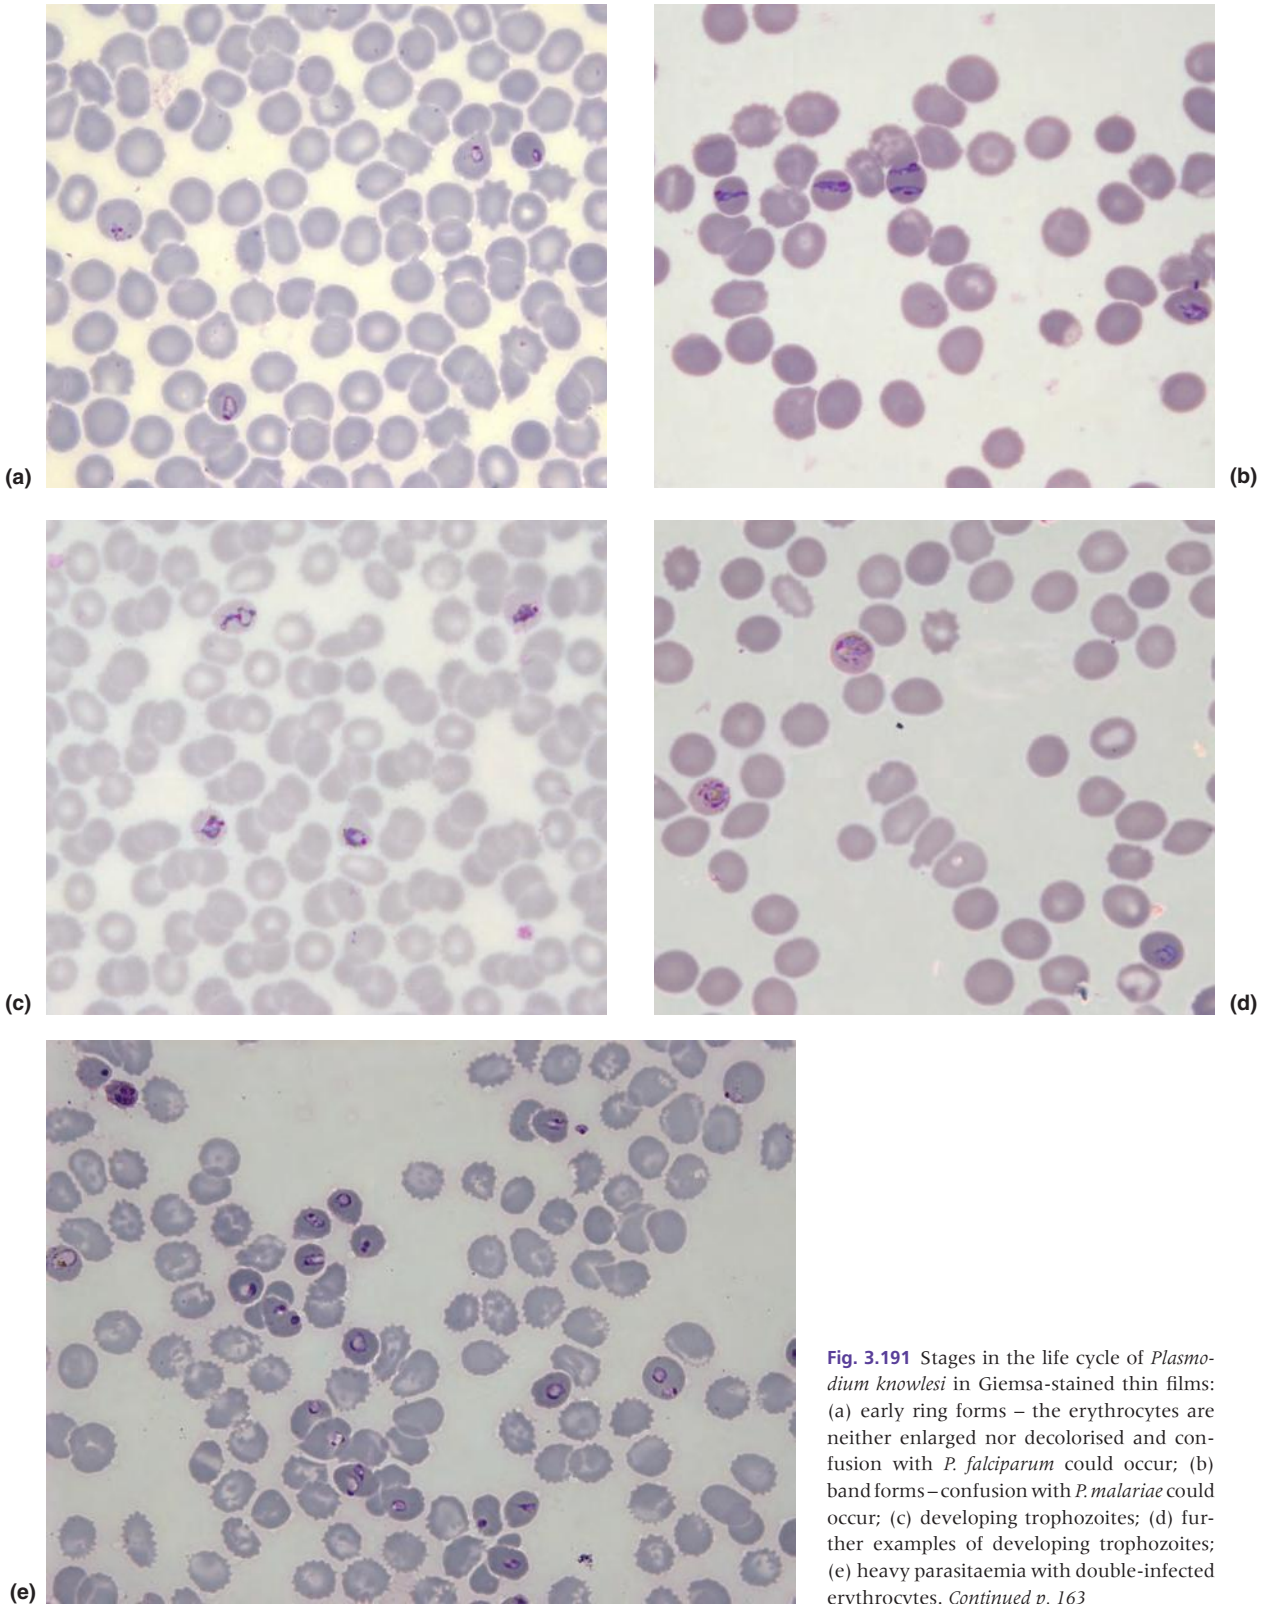 (a)
(b)
(c)
(d)
(e)
Fig. 3.191 Stages in the life cycle of Plasmo-
dium knowlesi in Giemsa-stained thin films:
(a) early ring forms – the erythrocytes are
neither enlarged nor decolorised and con-
fusion with P. falciparum could occur; (b)
band forms – confusion with P. malariae could
occur; (c) developing trophozoites; (d) fur-
ther examples of developing trophozoites;
(e) heavy parasitaemia with double-infected
erythrocytes. Continued p. 163